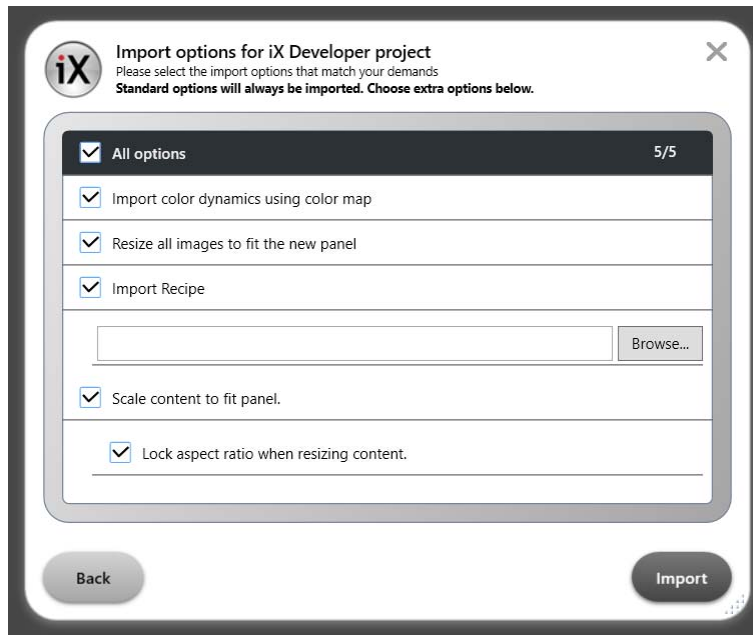 iX
Import options for iX Developer project
Please select the import options that match your demands
Standard options will always be imported. Choose extra options below.
All options 5/5
Import color dynamics using color map
Resize all images to fit the new panel
Import Recipe
Browse...
Scale content to fit panel.
Lock aspect ratio when resizing content.
Back Import